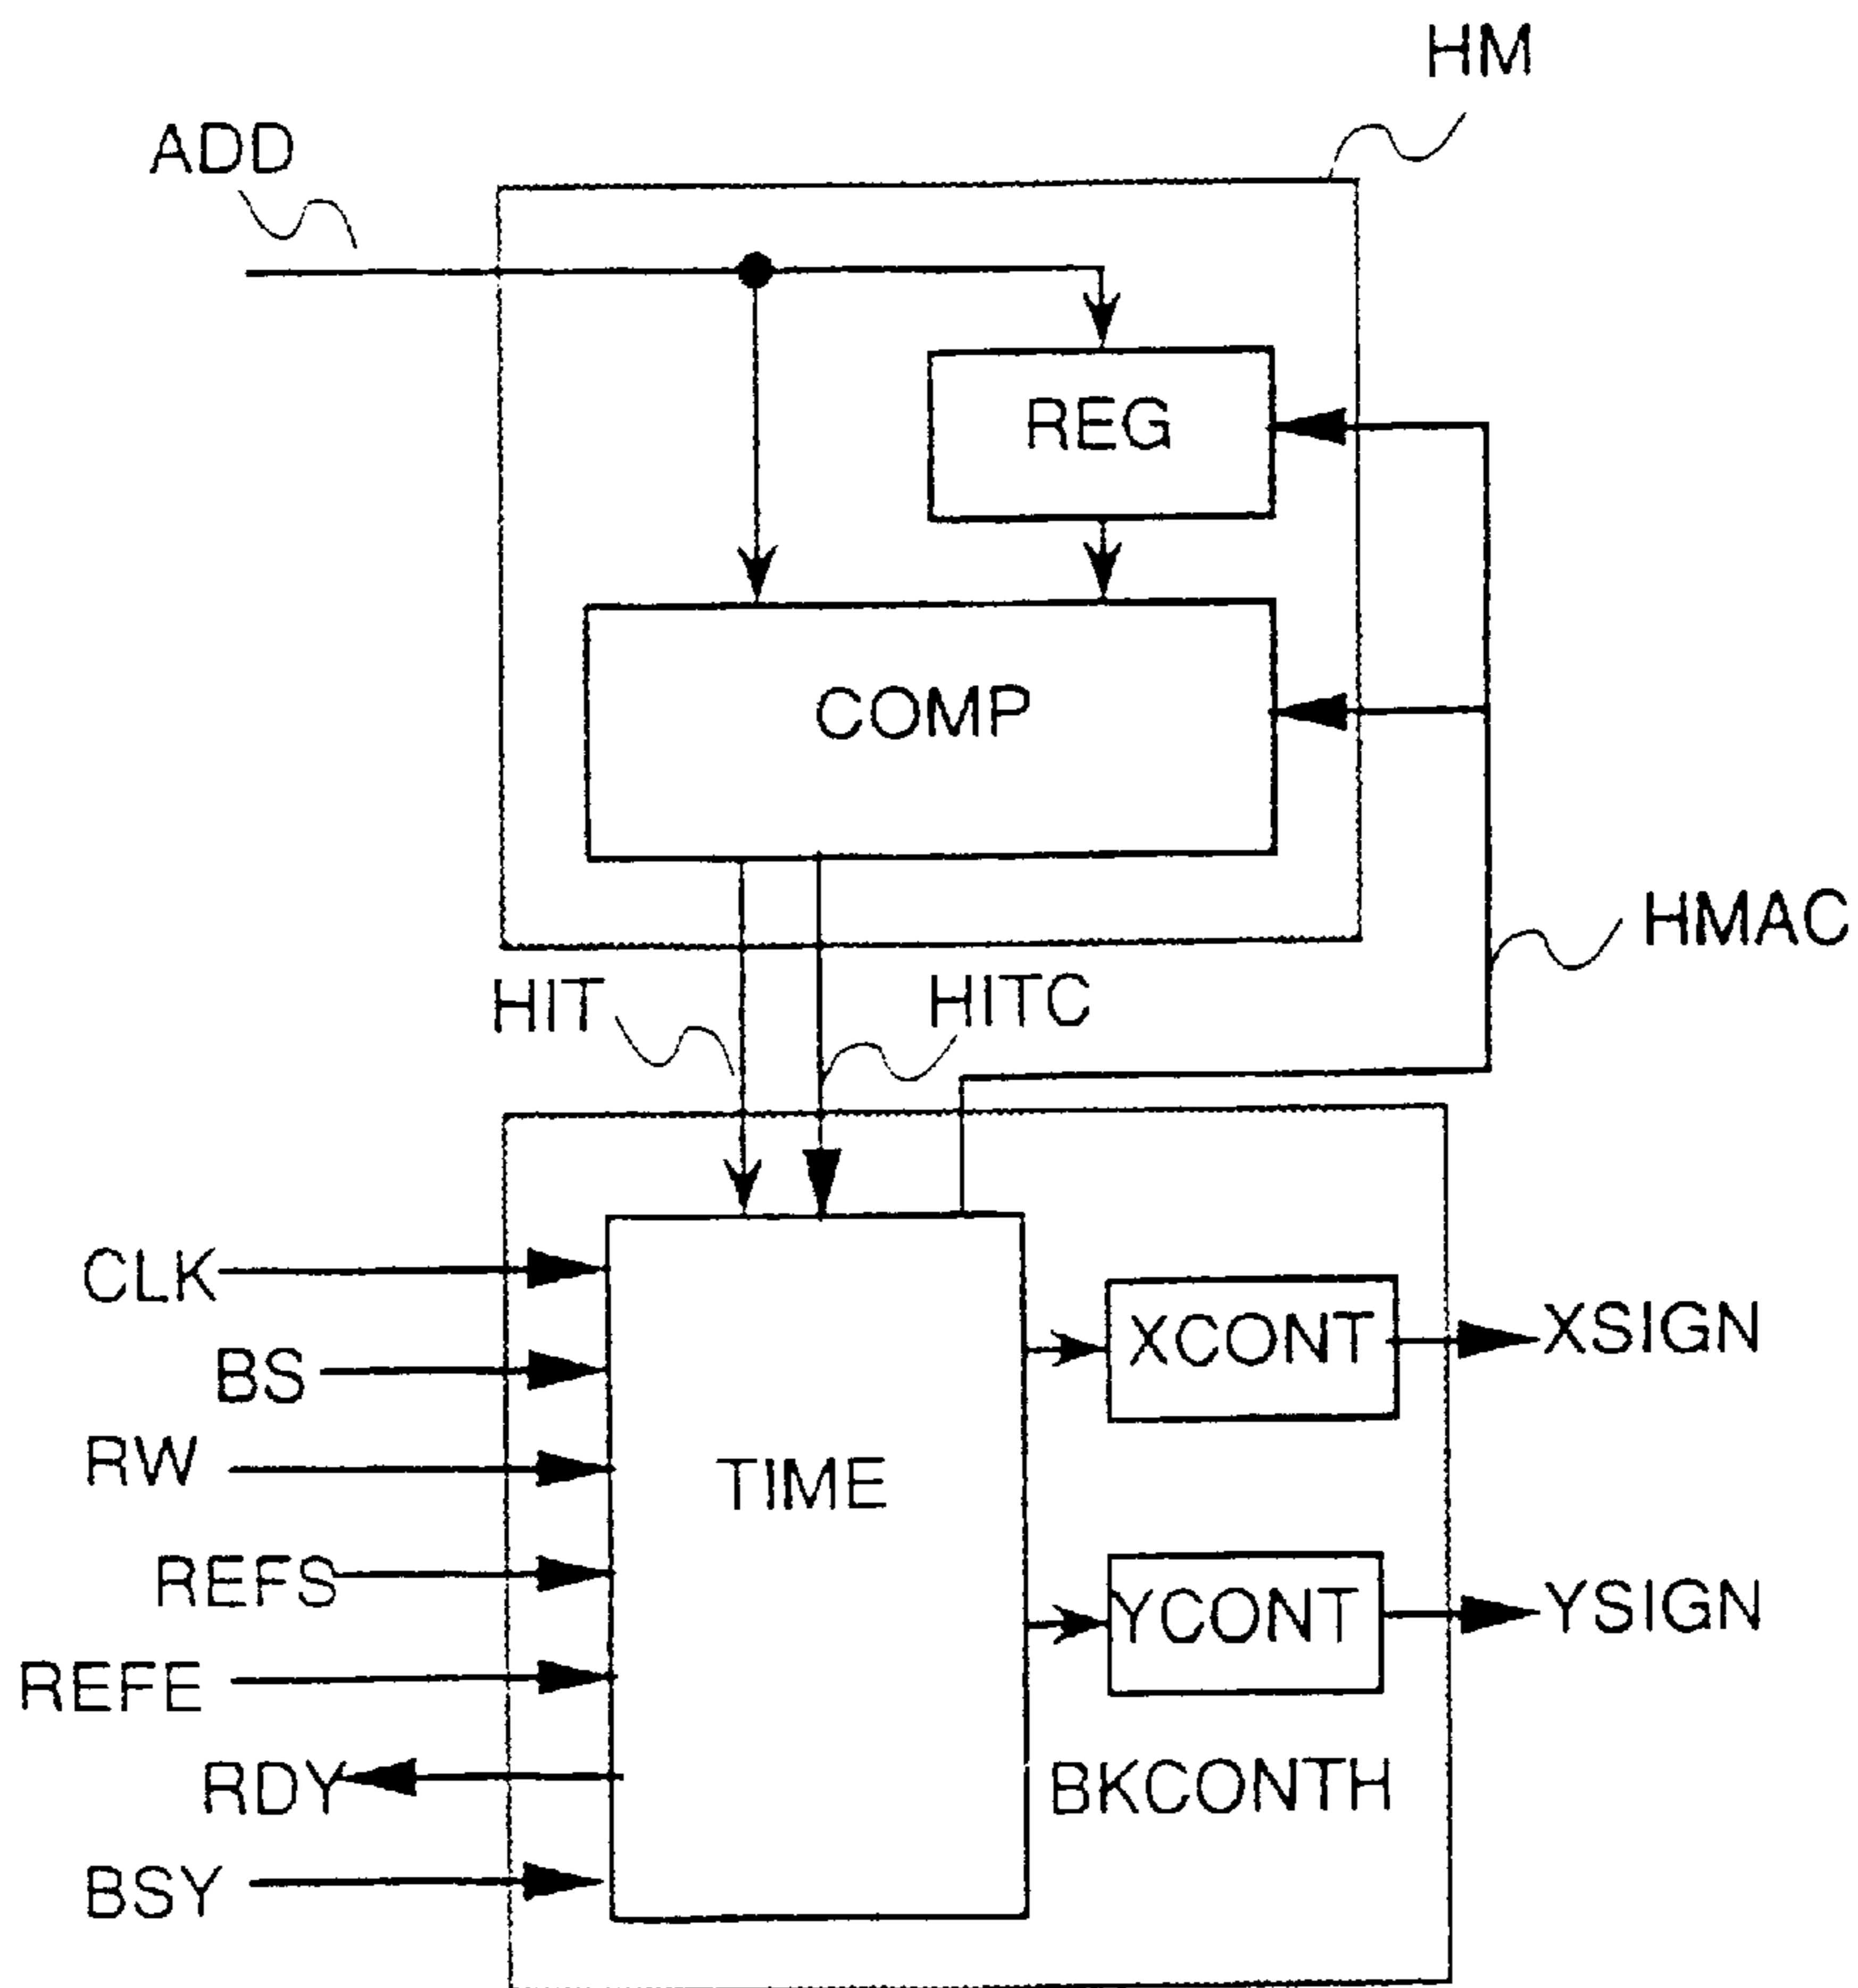 HM
ADD
REG
COMP
HMAC
HIT
HITC
CLK
XCONT
XSIGN
BS
RW
TIME
REFS
YCONT
YSIGN
REFE
RDY
BKCONTH
BSY